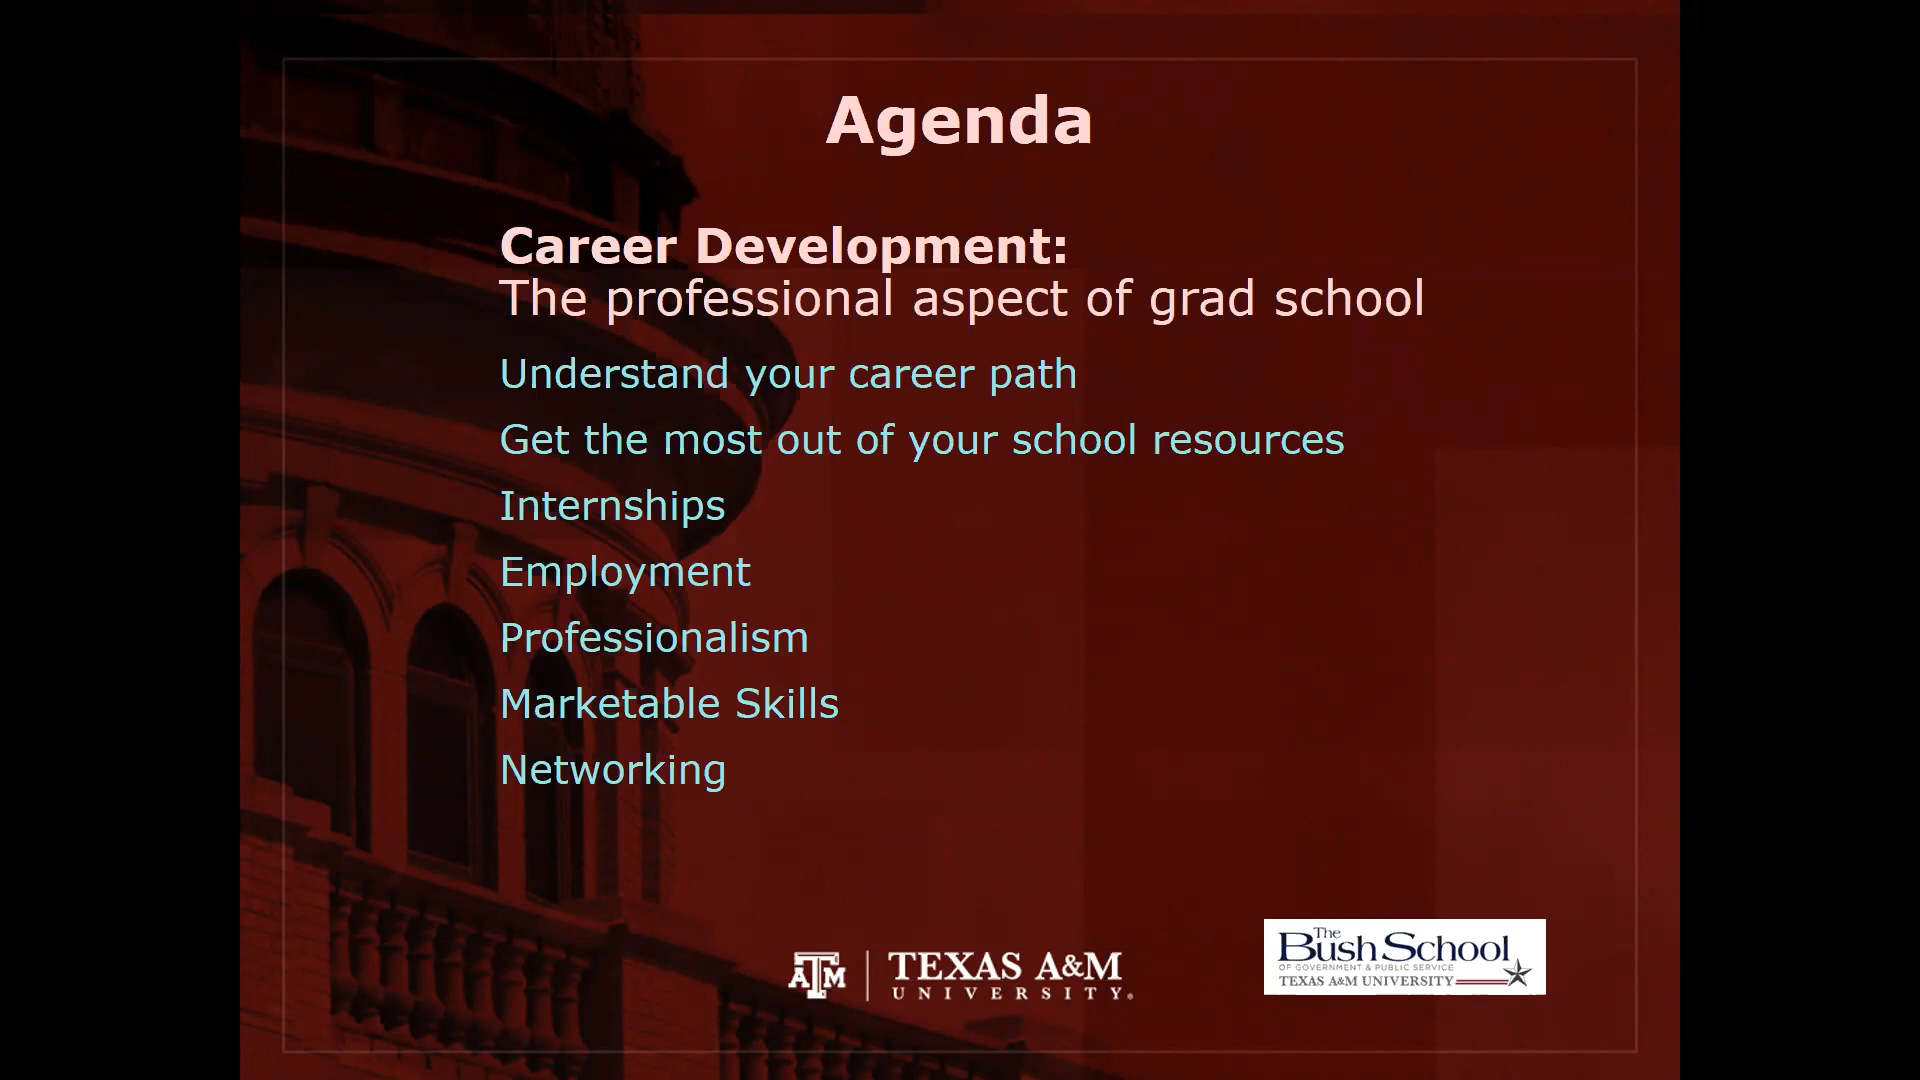 Agenda
Career Development:
The professional aspect of grad school
Understand your career path
Get the most out of your school resources
Internships
Employment
Professionalism
Marketable Skills
Networking
ATM | TEXAS A&M
UNIVERSITY®
The
Bush School
OF GOVERNMENT & PUBLIC SERVICE
TEXAS A&M UNIVERSITY